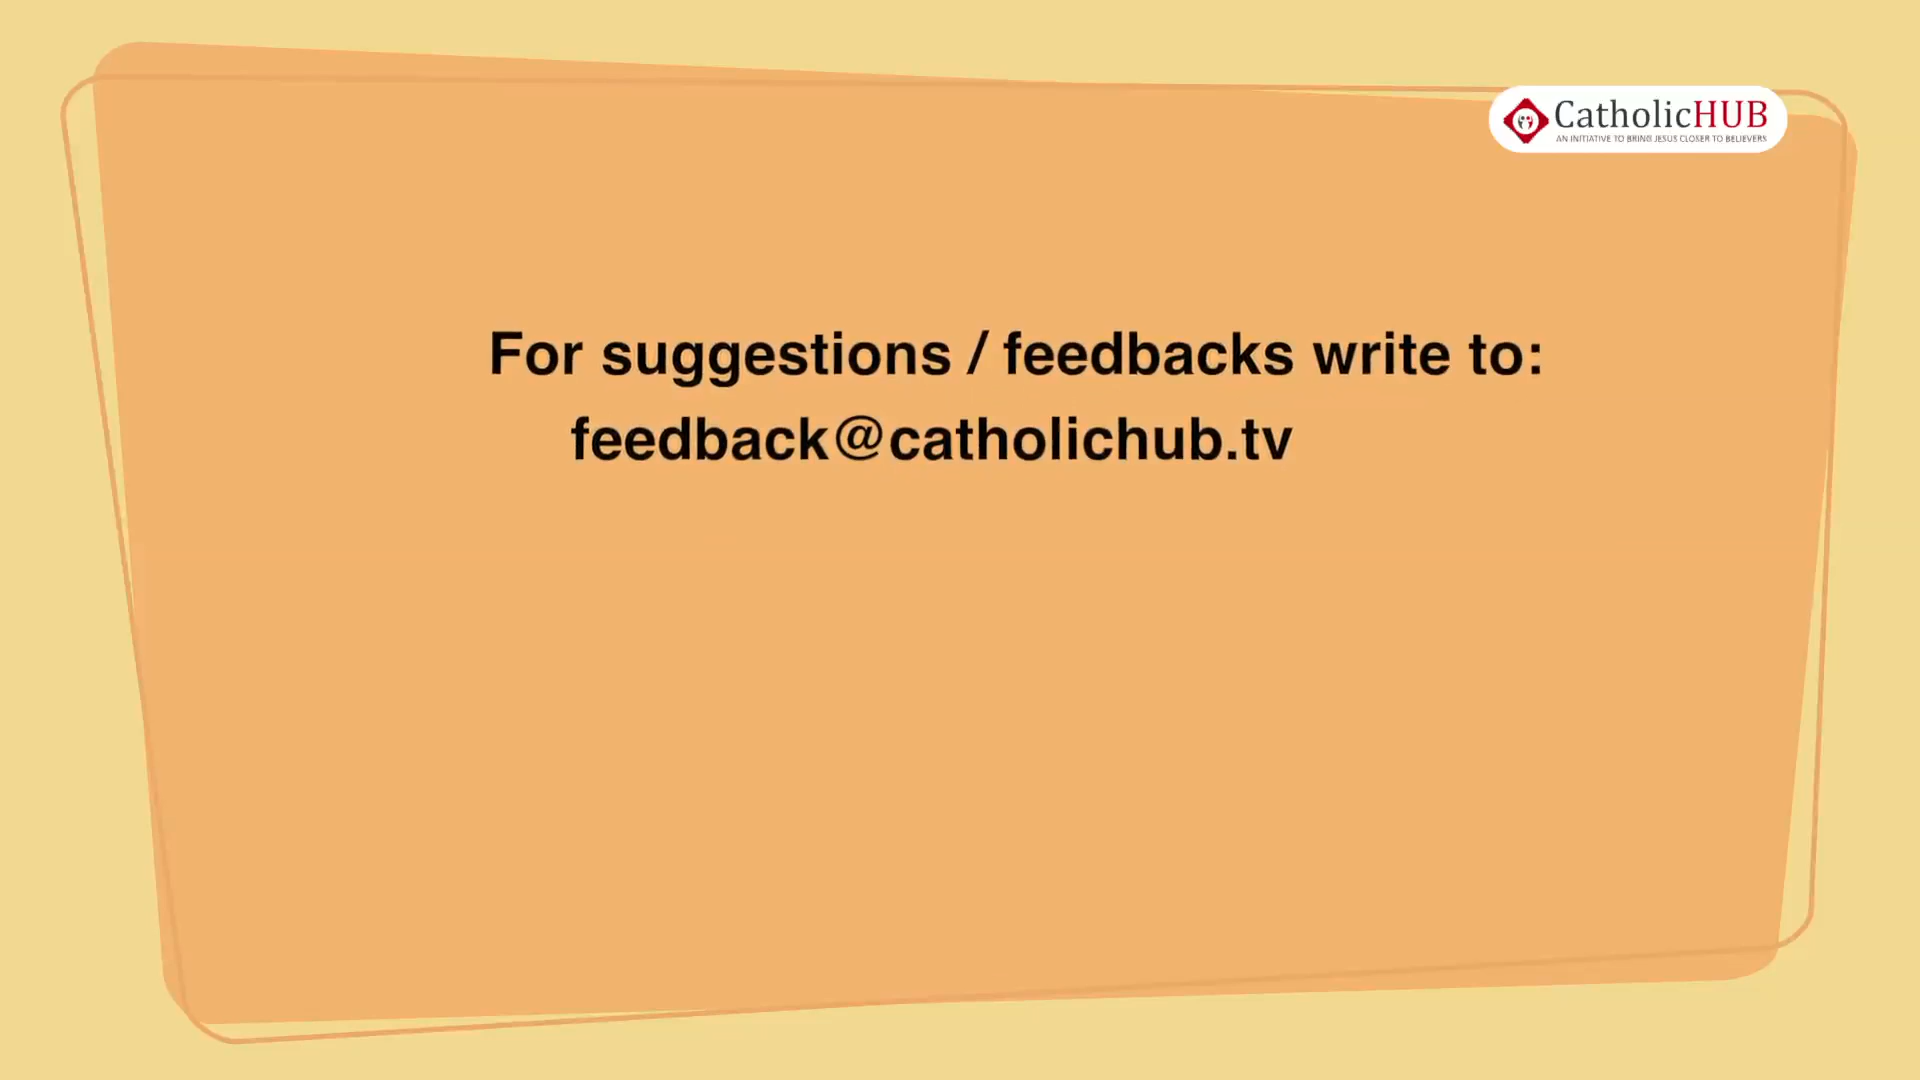 CatholicHUB
AN INITIATIVE TO BRING JESUS CLOSER TO BELIEVERS
For suggestions / feedbacks write to:
feedback@catholichub.tv